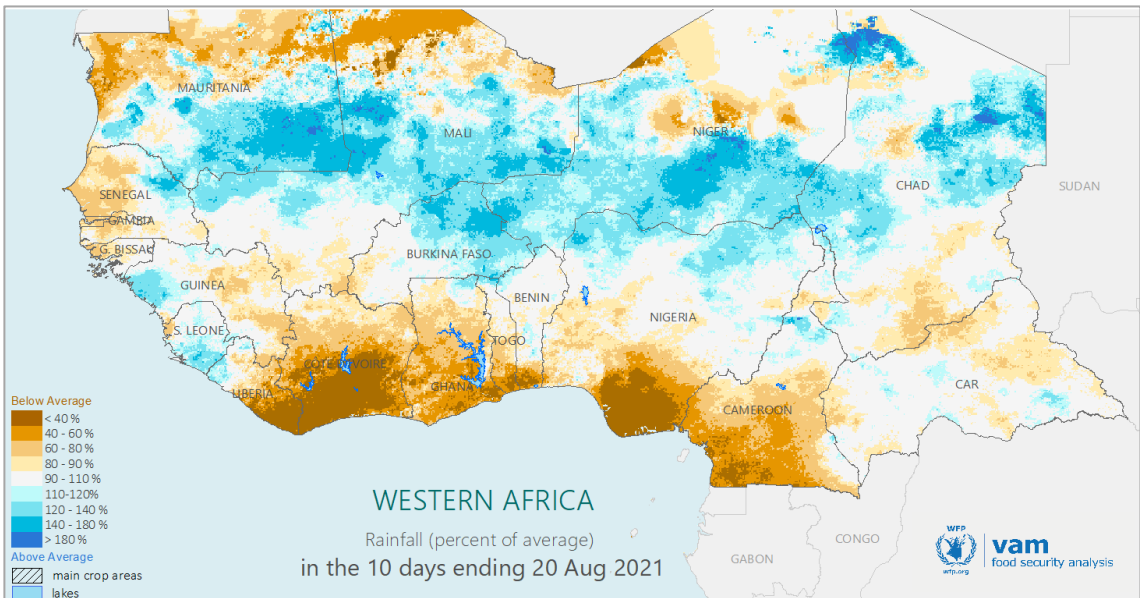 MAURITANIA
MALI
NIGER
CHAD
SUDAN
SENEGAL
GAMBIA
G. BISSAU
GUINEA
BURKINA FASO
BENIN
NIGERIA
S. LEONE
TOGO
CÔTE D'IVOIRE
LIBERIA
GHANA
CAMEROON
CAR
GABON
CONGO
Below Average
< 40 %
40 - 60 %
60 - 80 %
80 - 90 %
90 - 110 %
110-120%
120 - 140 %
140 - 180 %
> 180 %
Above Average
main crop areas
lakes
WESTERN AFRICA
Rainfall (percent of average)
in the 10 days ending 20 Aug 2021
WFP
wfp.org
vam
food security analysis